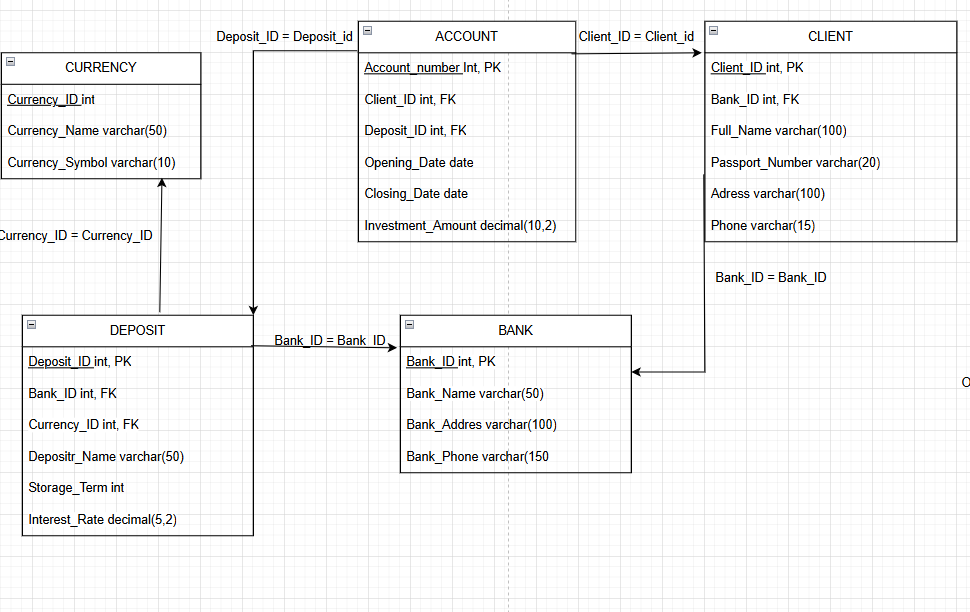 Deposit_ID = Deposit_id
ACCOUNT
Account_number Int, PK
Client_ID int, FK
Deposit_ID int, FK
Opening_Date date
Closing_Date date
Investment_Amount decimal(10,2)
Client_ID = Client_id
CLIENT
Client_ID int, PK
Bank_ID int, FK
Full_Name varchar(100)
Passport_Number varchar(20)
Adress varchar(100)
Phone varchar(15)
CURRENCY
Currency_ID int
Currency_Name varchar(50)
Currency_Symbol varchar(10)
Currency_ID = Currency_ID
Bank_ID = Bank_ID
DEPOSIT
Deposit_ID int, PK
Bank_ID int, FK
Currency_ID int, FK
Depositr_Name varchar(50)
Storage_Term int
Interest_Rate decimal(5,2)
Bank_ID = Bank_ID
BANK
Bank_ID int, PK
Bank_Name varchar(50)
Bank_Addres varchar(100)
Bank_Phone varchar(150